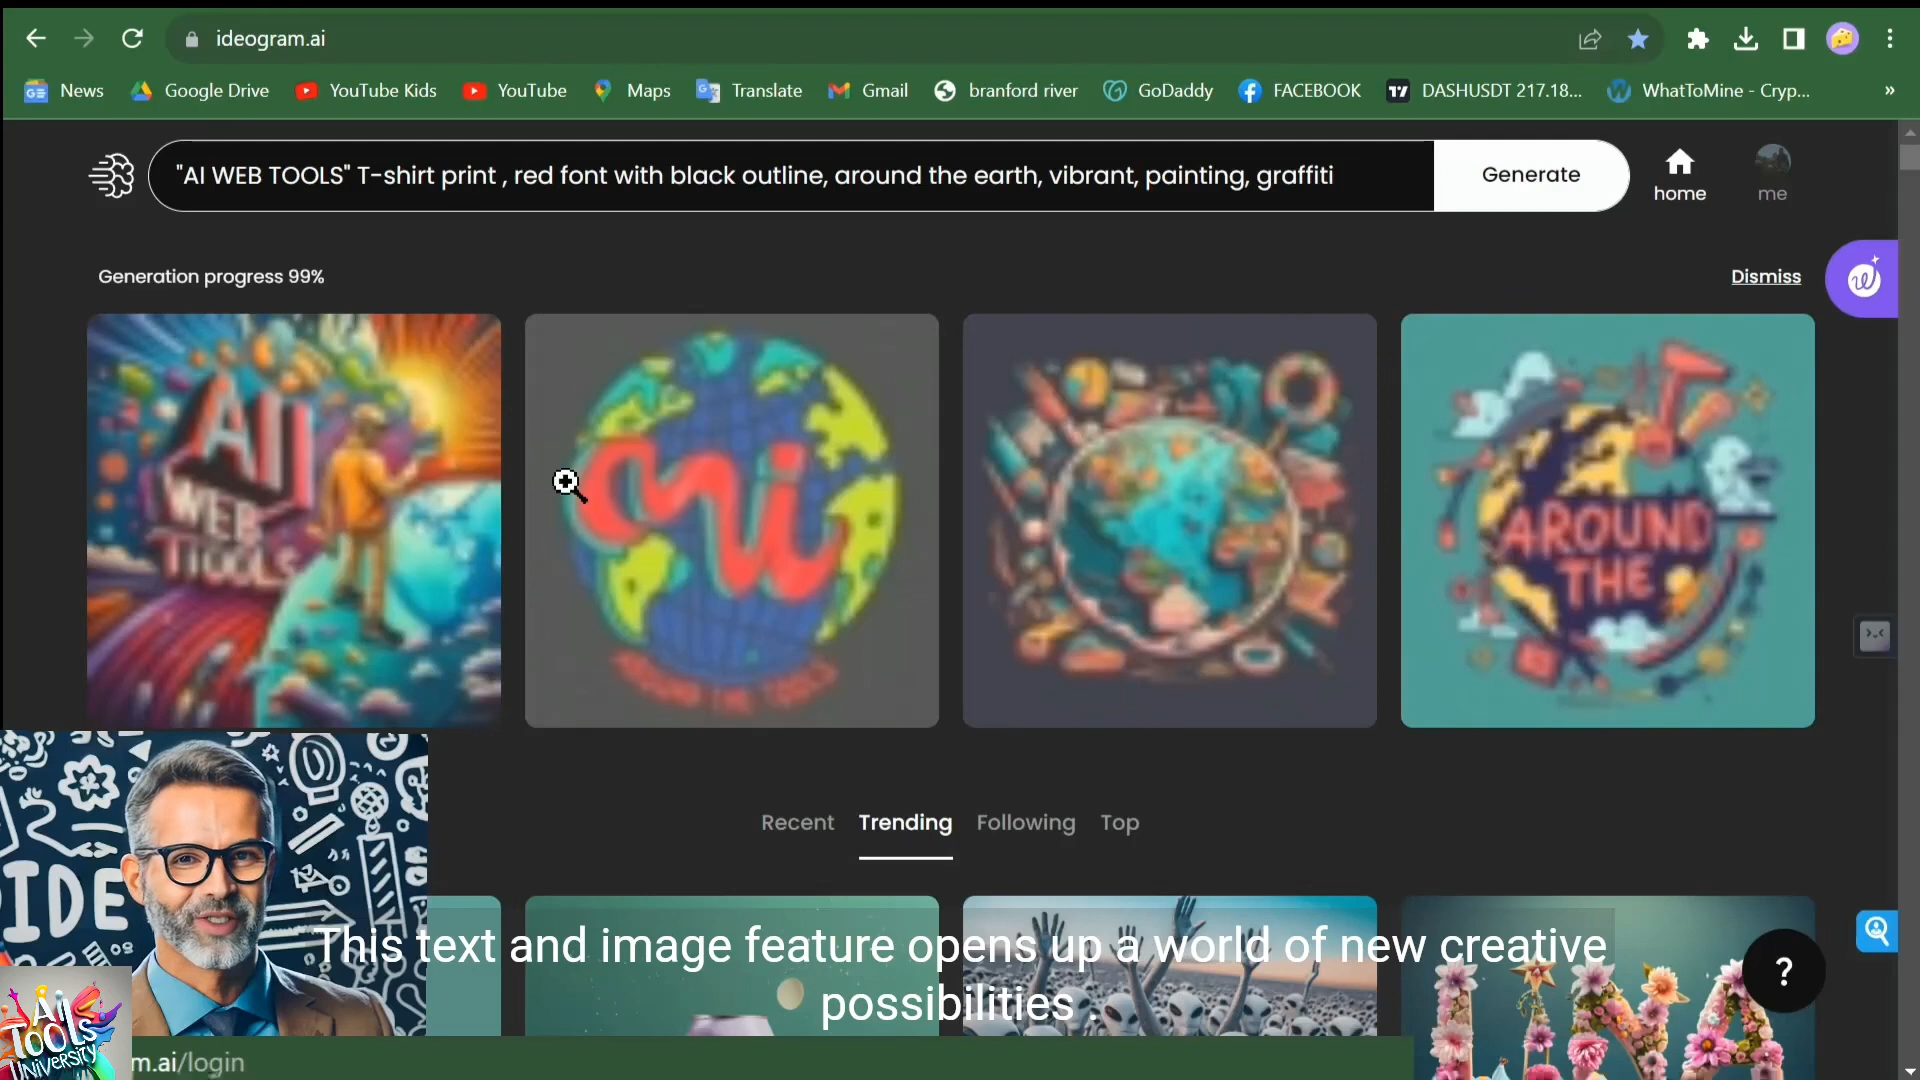 ideogram.ai
News Google Drive YouTube Kids YouTube Maps Translate Gmail branford river GoDaddy FACEBOOK DASHUSDT 217.18... WhatToMine - Cryp... »
"AI WEB TOOLS" T-shirt print , red font with black outline, around the earth, vibrant, painting, graffiti
Generate
home
me
Generation progress 99%
Dismiss
AI
WEB
TIOOLS
AROUND
THE
Recent Trending Following Top
IDE
This text and image feature opens up a world of new creative
possibilities .
?
Ai
TOOLS
UNIVERSITY
m.ai/login